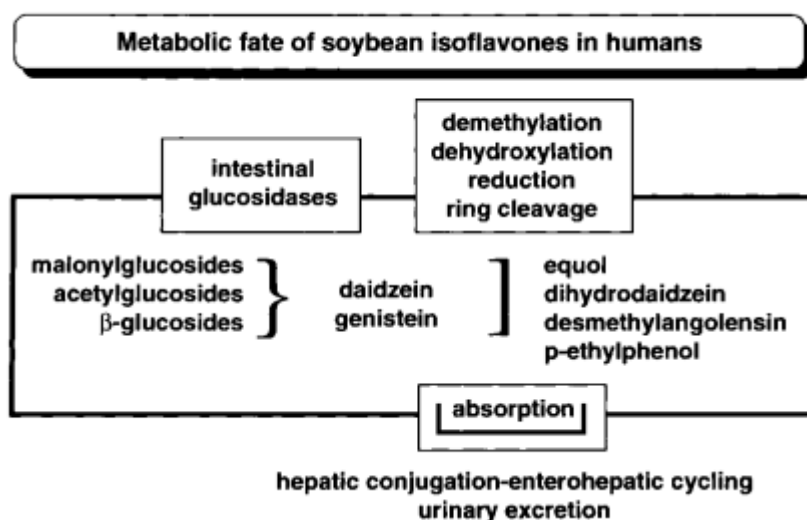 Metabolic fate of soybean isoflavones in humans
intestinal
glucosidases
demethylation
dehydroxylation
reduction
ring cleavage
malonylglucosides
acetylglucosides
β-glucosides
daidzein
genistein
equol
dihydrodaidzein
desmethylangolensin
p-ethylphenol
absorption
hepatic conjugation-enterohepatic cycling
urinary excretion